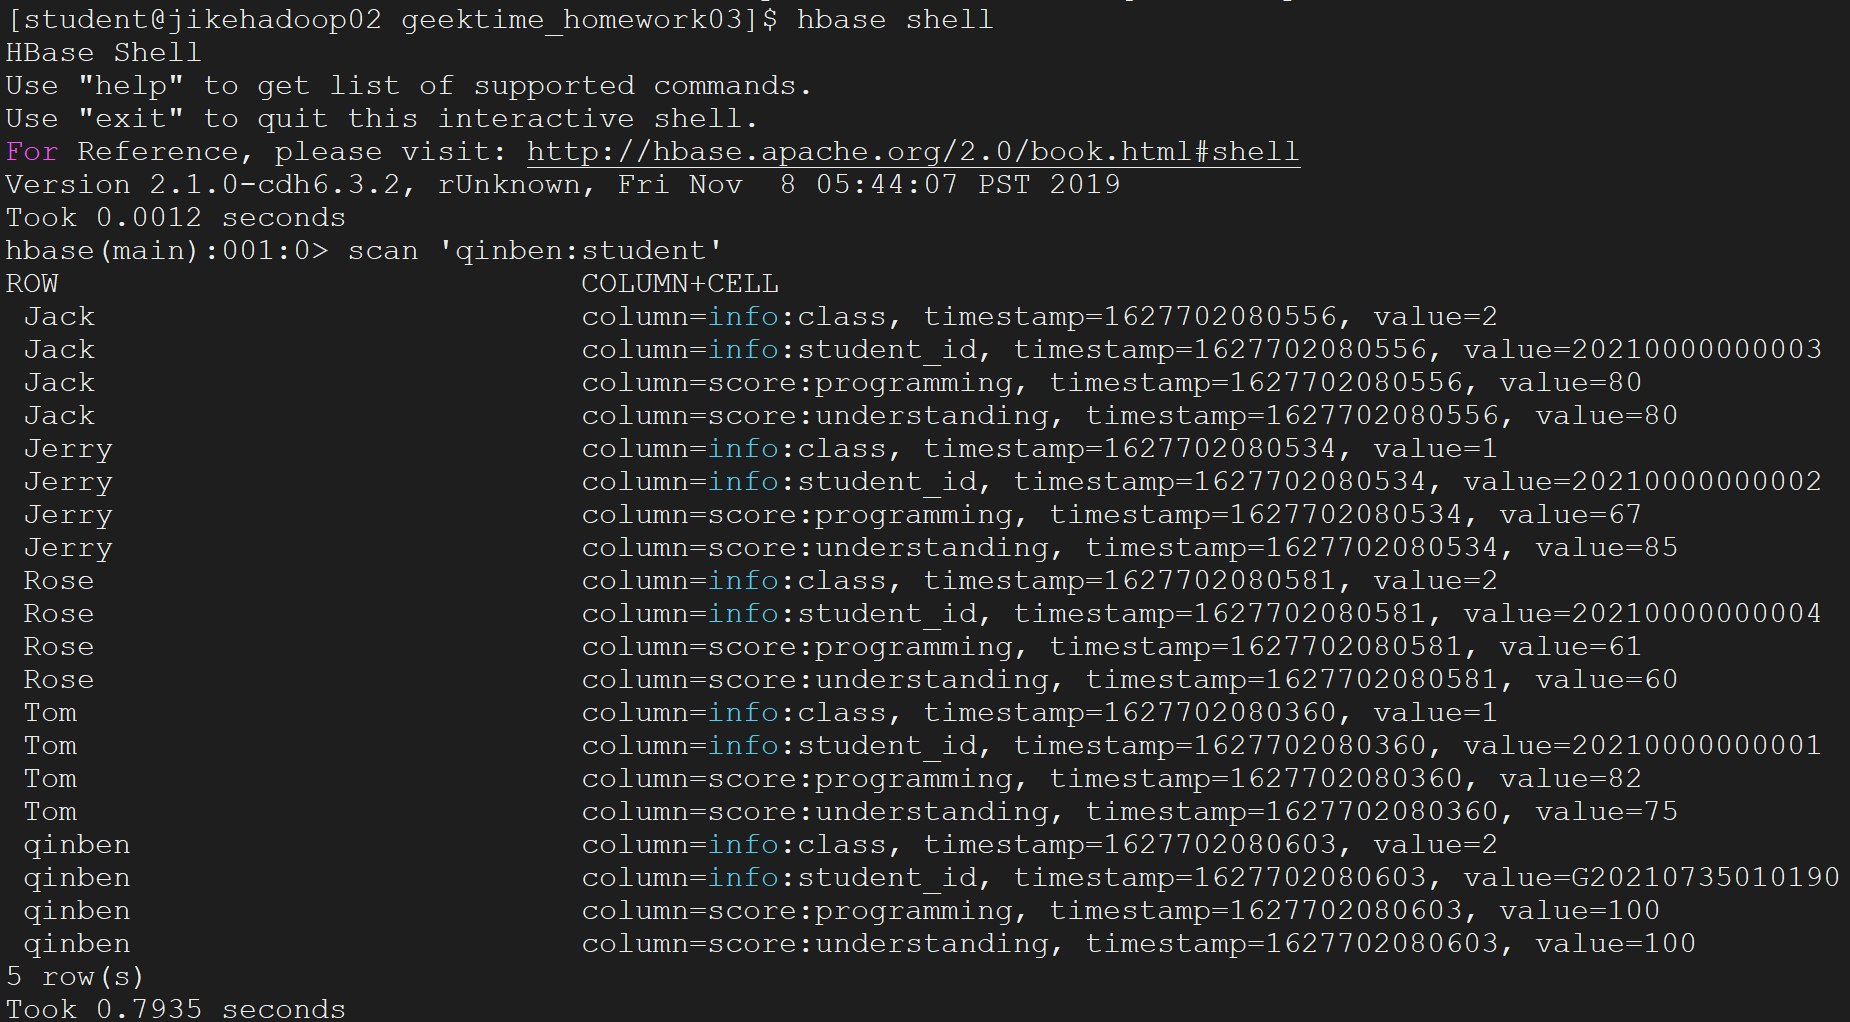 [student@jikehadoop02 geektime_homework03]$ hbase shell
HBase Shell
Use "help" to get list of supported commands.
Use "exit" to quit this interactive shell.
For Reference, please visit: http://hbase.apache.org/2.0/book.html#shell
Version 2.1.0-cdh6.3.2, rUnknown, Fri Nov  8 05:44:07 PST 2019
Took 0.0012 seconds
hbase(main):001:0> scan 'qinben:student'
ROW COLUMN+CELL
Jack column=info:class, timestamp=1627702080556, value=2
Jack column=info:student_id, timestamp=1627702080556, value=20210000000003
Jack column=score:programming, timestamp=1627702080556, value=80
Jack column=score:understanding, timestamp=1627702080556, value=80
Jerry column=info:class, timestamp=1627702080534, value=1
Jerry column=info:student_id, timestamp=1627702080534, value=20210000000002
Jerry column=score:programming, timestamp=1627702080534, value=67
Jerry column=score:understanding, timestamp=1627702080534, value=85
Rose column=info:class, timestamp=1627702080581, value=2
Rose column=info:student_id, timestamp=1627702080581, value=20210000000004
Rose column=score:programming, timestamp=1627702080581, value=61
Rose column=score:understanding, timestamp=1627702080581, value=60
Tom column=info:class, timestamp=1627702080360, value=1
Tom column=info:student_id, timestamp=1627702080360, value=20210000000001
Tom column=score:programming, timestamp=1627702080360, value=82
Tom column=score:understanding, timestamp=1627702080360, value=75
qinben column=info:class, timestamp=1627702080603, value=2
qinben column=info:student_id, timestamp=1627702080603, value=G20210735010190
qinben column=score:programming, timestamp=1627702080603, value=100
qinben column=score:understanding, timestamp=1627702080603, value=100
5 row(s)
Took 0.7935 seconds